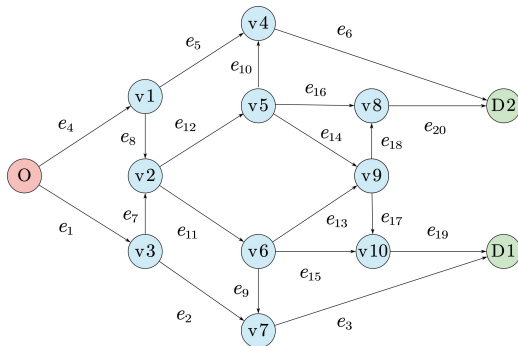 v4
e₆
e₅
e₁₀
v1
v5
e₁₆
v8
D2
e₄
e₈
e₁₂
e₁₄
e₂₀
e₁₈
O
v2
v9
e₇
e₁
e₁₁
e₁₃
e₁₇
e₁₉
v3
v6
v10
D1
e₁₅
e₉
e₂
e₃
v7